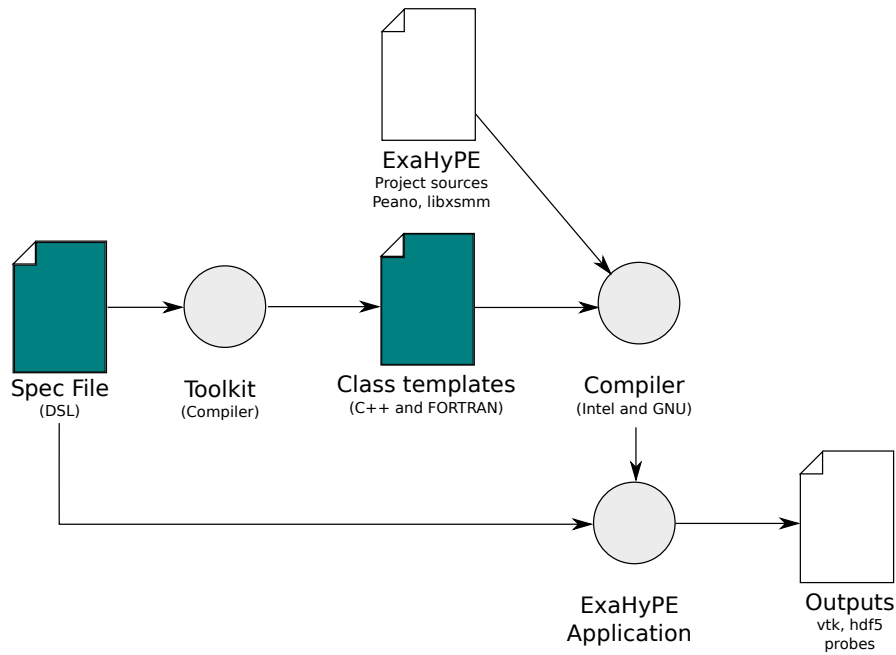 ExaHyPE
Project sources
Peano, libxsmm
Spec File
(DSL)
Toolkit
(Compiler)
Class templates
(C++ and FORTRAN)
Compiler
(Intel and GNU)
ExaHyPE
Application
Outputs
vtk, hdf5
probes